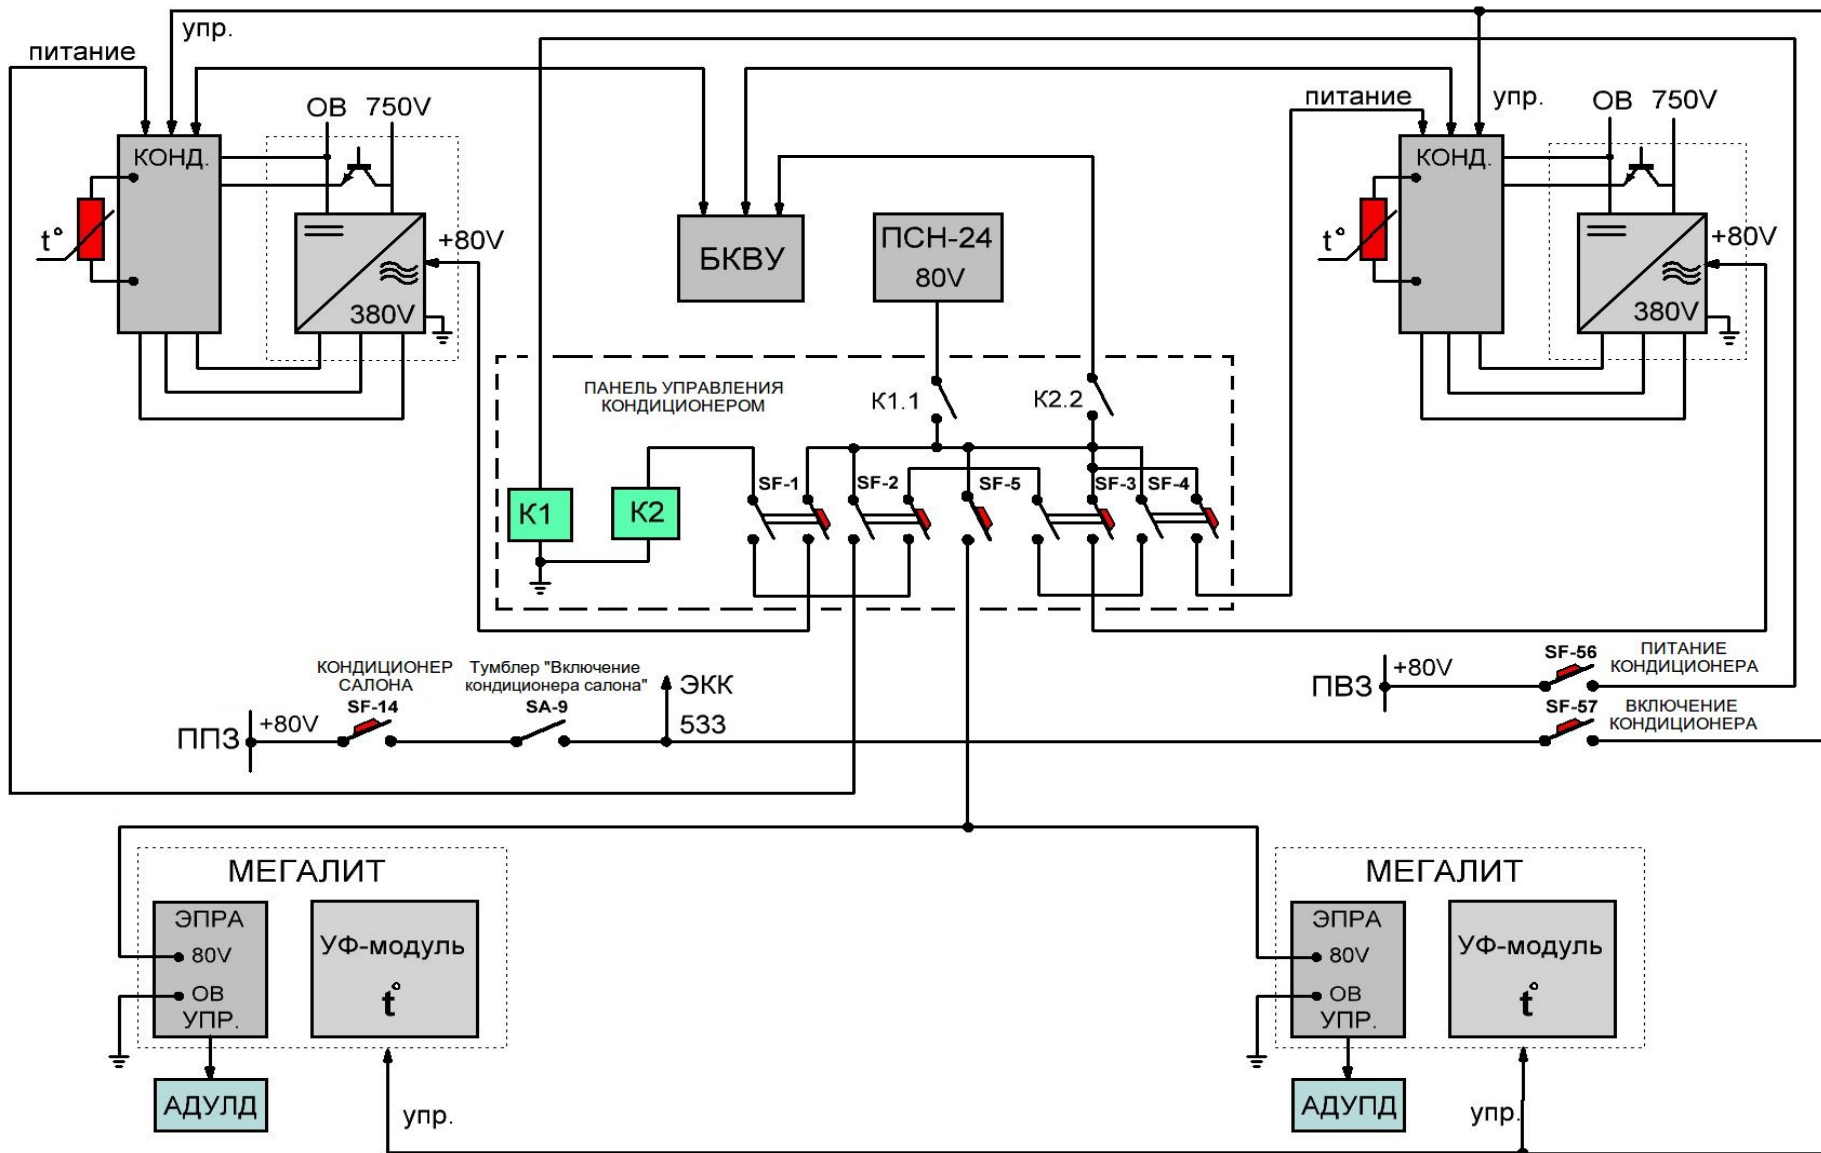 упр.
питание
ОВ 750V
КОНД.
t°
+80V
380V
БКВУ
ПСН-24
80V
питание
упр.
ОВ 750V
КОНД.
t°
+80V
380V
ПАНЕЛЬ УПРАВЛЕНИЯ
КОНДИЦИОНЕРОМ
К1.1
К2.2
К1
К2
SF-1
SF-2
SF-5
SF-3
SF-4
КОНДИЦИОНЕР
САЛОНА
SF-14
Тумблер "Включение
кондиционера салона"
SA-9
ЭКК
533
ППЗ
+80V
ПВЗ
+80V
SF-56
ПИТАНИЕ
КОНДИЦИОНЕРА
SF-57
ВКЛЮЧЕНИЕ
КОНДИЦИОНЕРА
МЕГАЛИТ
ЭПРА
80V
ОВ
УПР.
УФ-модуль
t°
АДУЛД
упр.
МЕГАЛИТ
ЭПРА
80V
ОВ
УПР.
УФ-модуль
t°
АДУПД
упр.